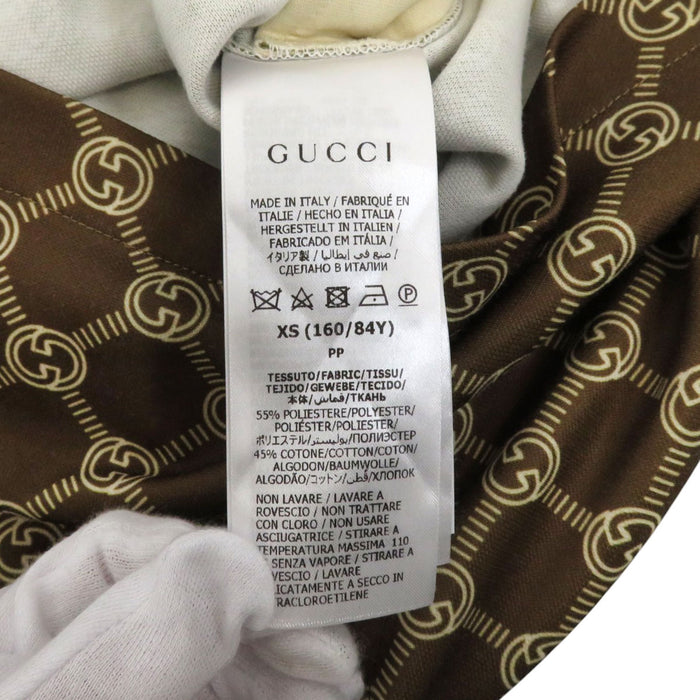 GUCCI
MADE IN ITALY / FABRIQUÉ EN
ITALIE / HECHO EN ITALIA/
HERGESTELLT IN ITALIEN/
FABRICADO EM ITÁLIA/
イタリア製 / صنع في إيطاليا /
СДЕЛАНО В ИТАЛИИ
P
XS (160/84Y)
PP
TESSUTO/FABRIC/TISSU/
TEJIDO/GEWEBE/TECIDO/
本体/قماش/ТКАНЬ
55% POLIESTERE/POLYESTER/
POLIÉSTER/POLYESTER/
ポリエステル/بوليستر/ПОЛИЭСТЕР
45% COTONE/COTTON/COTON/
ALGODON/BAUMWOLLE/
ALGODÃO/コットン/قطن/ХЛОПОК
NON LAVARE / LAVARE A
ROVESCIO / NON TRATTARE
CON CLORO / NON USARE
ASCIUGATRICE / STIRARE A
TEMPERATURA MASSIMA 110
SENZA VAPORE / STIRARE A
OVESCIO / LAVARE
ICATAMENTE A SECCO IN
RACLOROETILENE